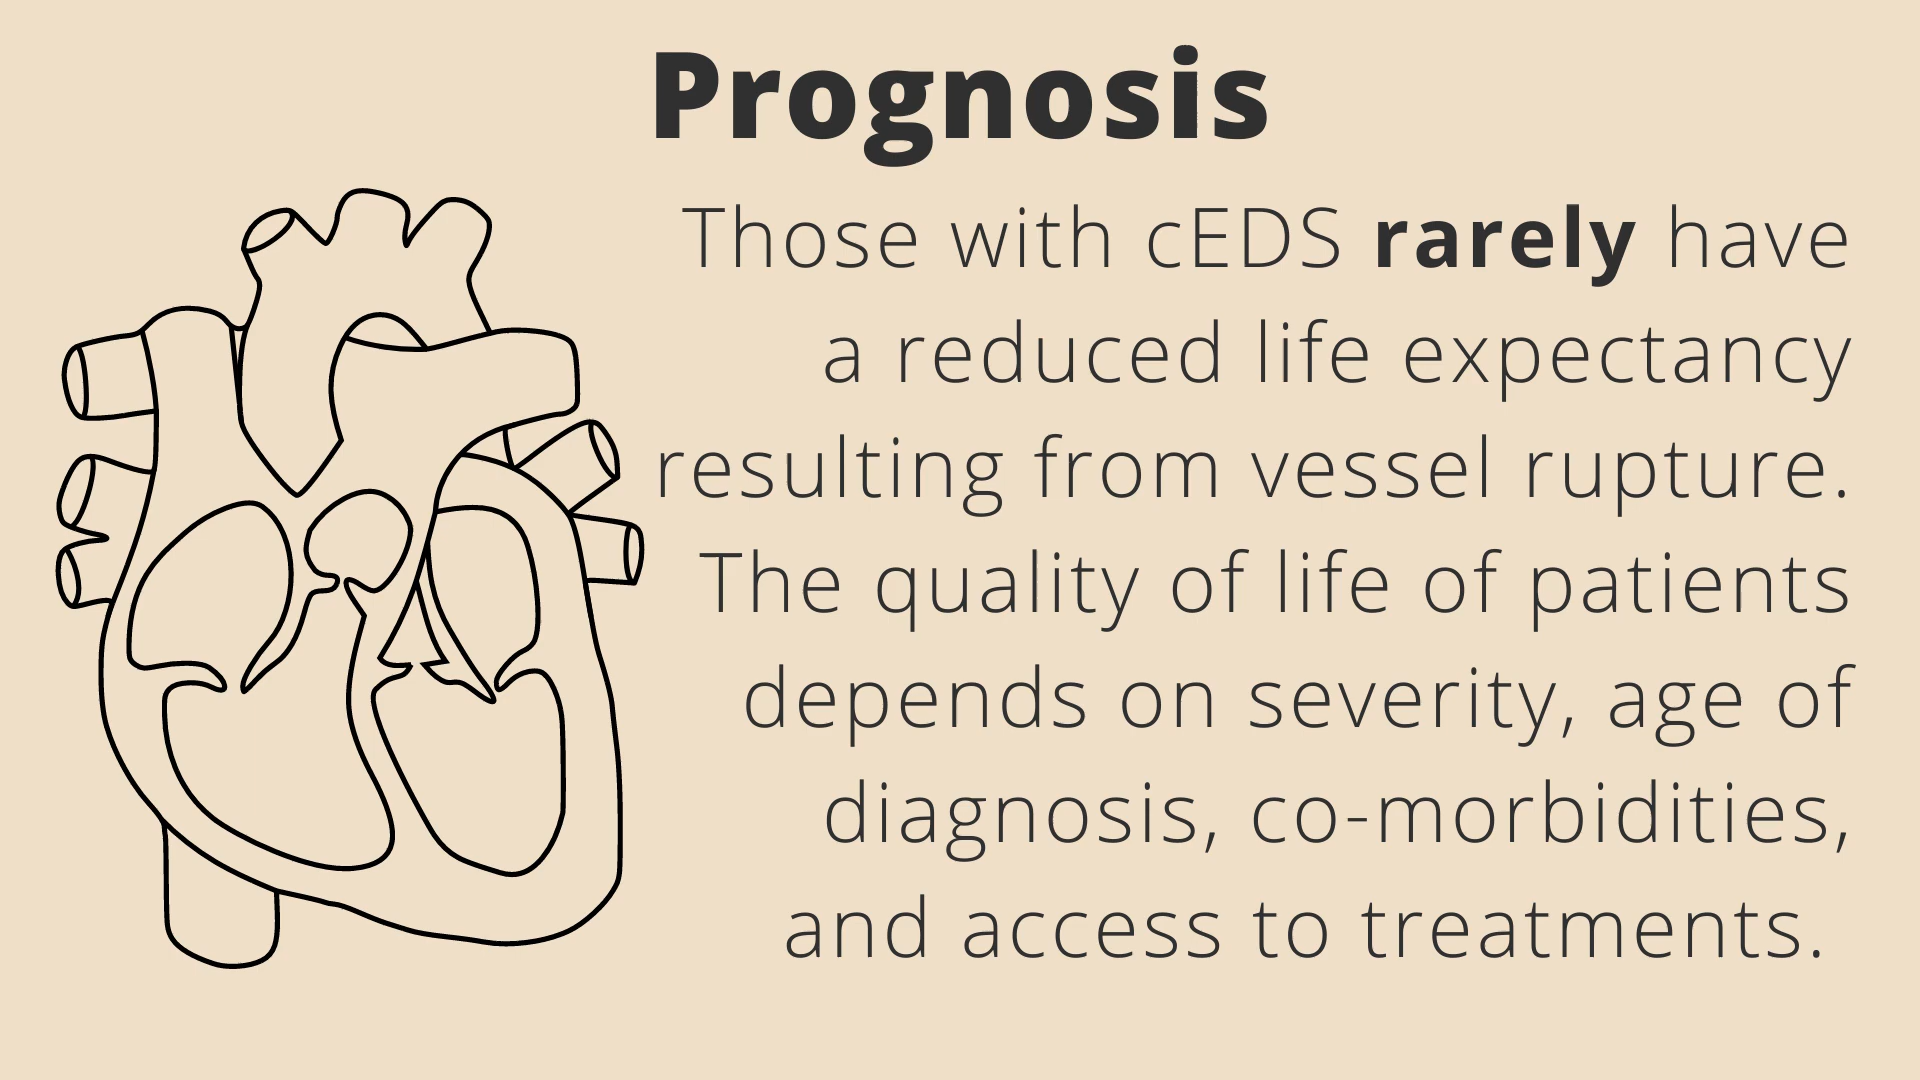 Prognosis
Those with cEDS rarely have
a reduced life expectancy
resulting from vessel rupture.
The quality of life of patients
depends on severity, age of
diagnosis, co-morbidities,
and access to treatments.